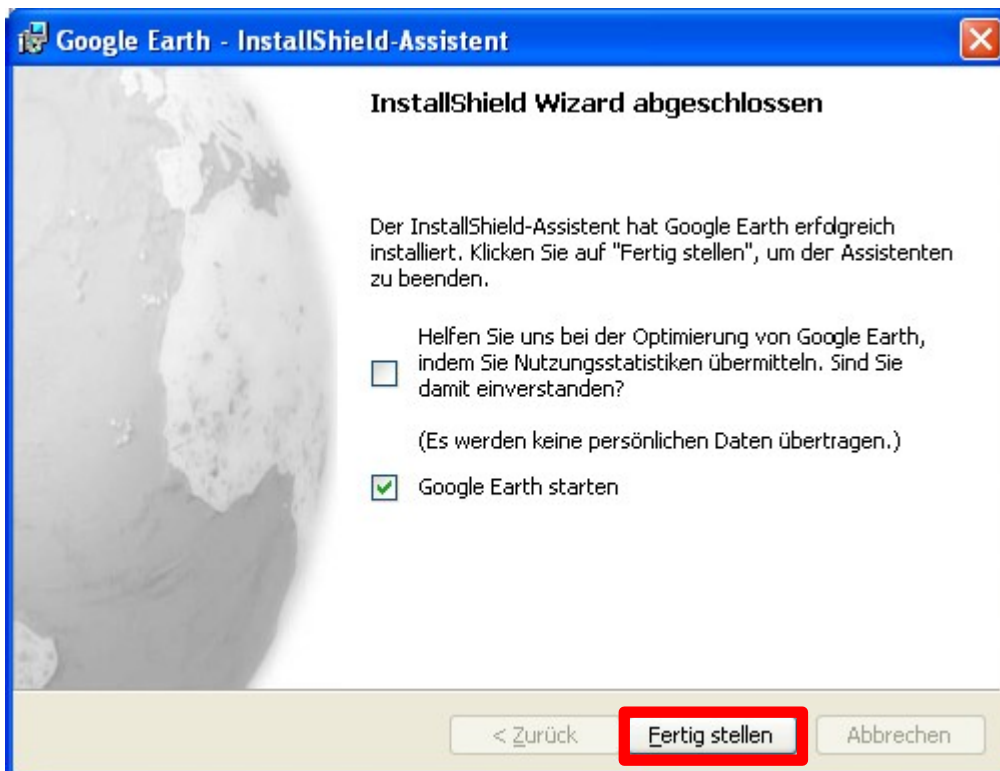 Google Earth - InstallShield-Assistent
InstallShield Wizard abgeschlossen
Der InstallShield-Assistent hat Google Earth erfolgreich
installiert. Klicken Sie auf "Fertig stellen", um der Assistenten
zu beenden.
Helfen Sie uns bei der Optimierung von Google Earth,
indem Sie Nutzungsstatistiken übermitteln. Sind Sie
damit einverstanden?
(Es werden keine persönlichen Daten übertragen.)
Google Earth starten
< Zurück
Fertig stellen
Abbrechen